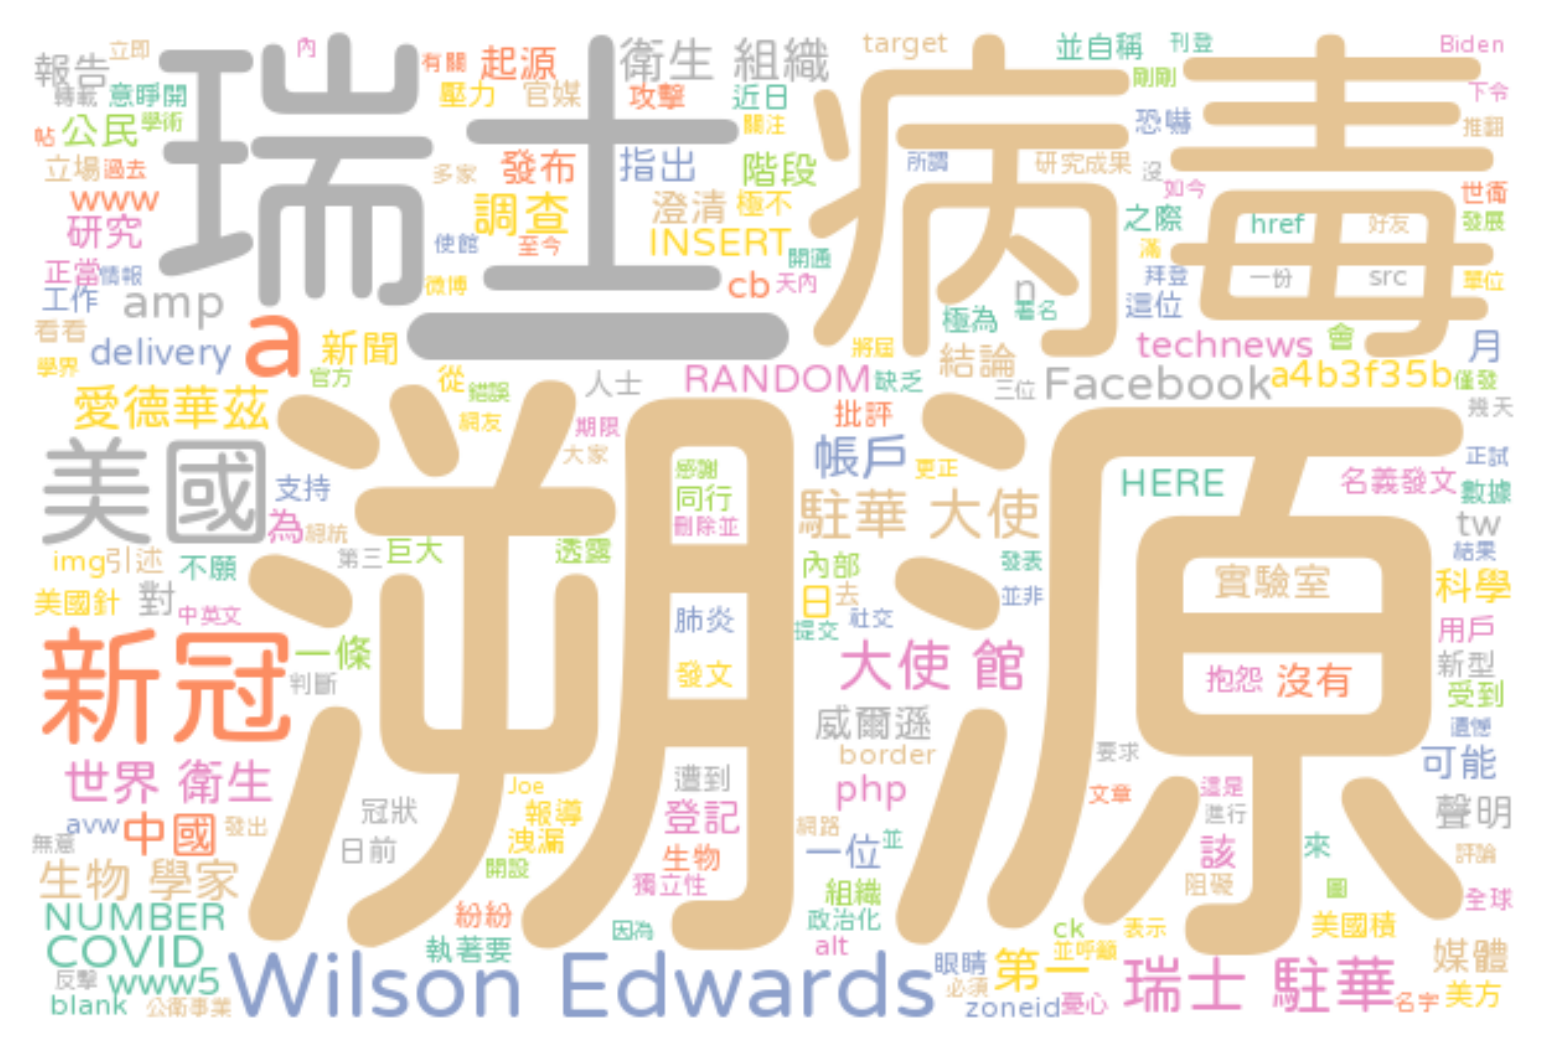 瑞士
病毒
溯源
報告
立即
內
有關
起源
衛生 組織
target
並自稱
刊登
Biden
轉載
意睜開
壓力
官媒
攻擊
近日
剛剛
下令
帖
公民
學術
關注
恐嚇
推翻
立場
過去
多家
發布
指出
階段
所謂
研究成果
沒
如今
世衛
www
調查
澄清
極不
之際
href
好友
發展
研究
使館
至今
INSERT
開通
滿
正當
情報
微博
cb
天內
n
拜登
一份
src
單位
工作
amp
極為
署名
這位
看看
delivery
a
新聞
將屆
結論
technews
會
月
學界
官方
從
錯誤
人士
RANDOM
缺乏
三位
Facebook
a4b3f35b
僅發
愛德華茲
網友
期限
批評
幾天
美國
大家
感謝
帳戶
更正
HERE
名義發文
正試
數據
支持
同行
駐華 大使
為
總統
刪除並
tw
img
引述
不願
第三
巨大
透露
內部
發表
結果
美國針
對
中英文
日
去
社交
並非
實驗室
科學
肺炎
提交
用戶
新冠
一條
判斷
發文
大使 館
抱怨
沒有
新型
受到
威爾遜
遺憾
世界 衛生
遭到
border
要求
可能
Joe
php
文章
這是
進行
avw
中國
發出
冠狀
報導
登記
網路
聲明
無意
日前
洩漏
一位
並
該
來
評論
生物 學家
開設
生物
獨立性
組織
阻礙
圖
全球
NUMBER
紛紛
因為
政治化
ck
表示
美國積
COVID
執著要
alt
並呼籲
反擊
www5
Wilson Edwards
眼睛
第一
瑞士 駐華
媒體
blank
公衛事業
必須
zoneid
憂心
名字
美方